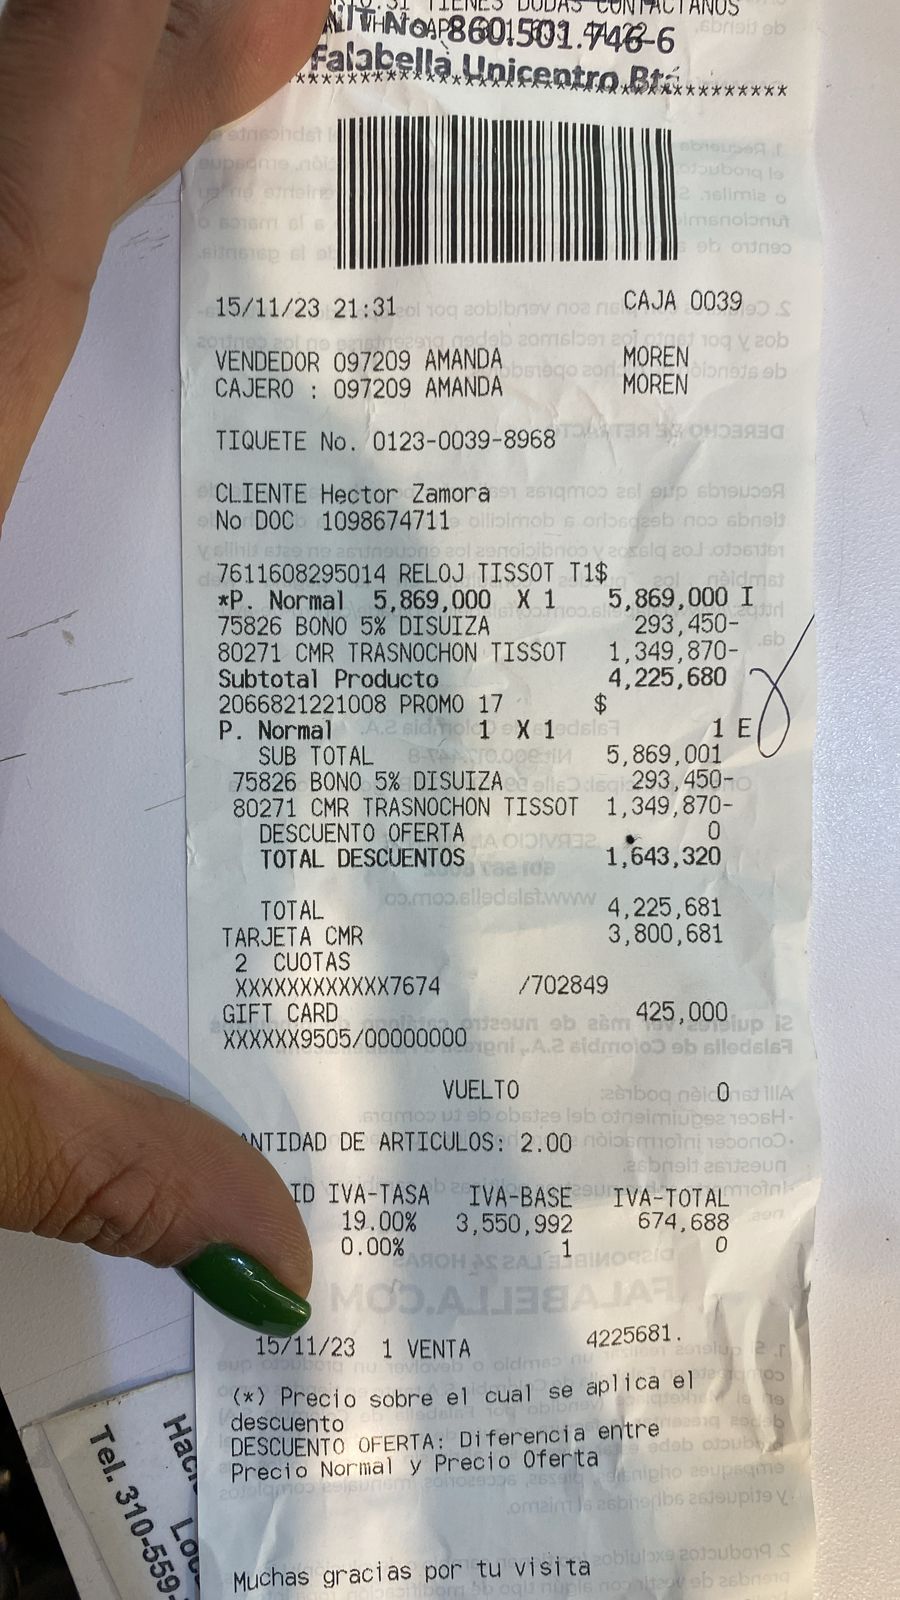 TIENES DUDAS CONTACTANOS
NIT No. 860.501.746-6
Falabella Unicentro Bta
****************************************
15/11/23 21:31 CAJA 0039
VENDEDOR 097209 AMANDA MOREN
CAJERO : 097209 AMANDA MOREN
TIQUETE No. 0123-0039-8968
CLIENTE Hector Zamora
No DOC 1098674711
7611608295014 RELOJ TISSOT T1$
*P. Normal 5,869,000 X 1 5,869,000 I
75826 BONO 5% DISUIZA 293,450-
80271 CMR TRASNOCHON TISSOT 1,349,870-
Subtotal Producto 4,225,680
2066821221008 PROMO 17 $
P. Normal 1 X 1 1 E
SUB TOTAL 5,869,001
75826 BONO 5% DISUIZA 293,450-
80271 CMR TRASNOCHON TISSOT 1,349,870-
DESCUENTO OFERTA 0
TOTAL DESCUENTOS 1,643,320
TOTAL 4,225,681
TARJETA CMR 3,800,681
2 CUOTAS
XXXXXXXXXXXX7674 /702849
GIFT CARD 425,000
XXXXXX9505/00000000
VUELTO 0
ANTIDAD DE ARTICULOS: 2.00
ID IVA-TASA IVA-BASE IVA-TOTAL
19.00% 3,550,992 674,688
0.00% 1 0
15/11/23 1 VENTA 4225681.
(*) Precio sobre el cual se aplica el
descuento
DESCUENTO OFERTA: Diferencia entre
Precio Normal y Precio Oferta
Muchas gracias por tu visita
Tel. 310-559-